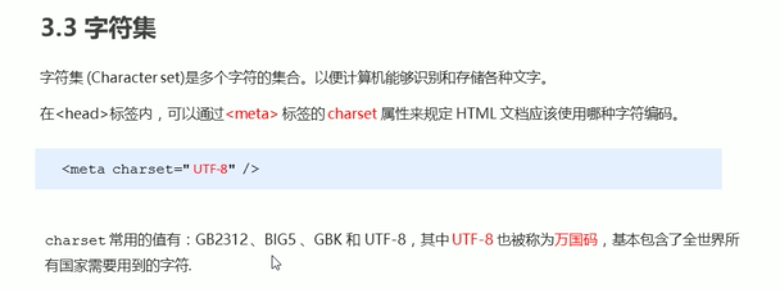 3.3 字符集
字符集 (Character set)是多个字符的集合。以便计算机能够识别和存储各种文字。
在<head>标签内，可以通过<meta> 标签的 charset 属性来规定 HTML 文档应该使用哪种字符编码。
<meta charset=" UTF-8" />
charset 常用的值有：GB2312 、BIG5 、GBK 和 UTF-8，其中 UTF-8 也被称为万国码，基本包含了全世界所
有国家需要用到的字符.